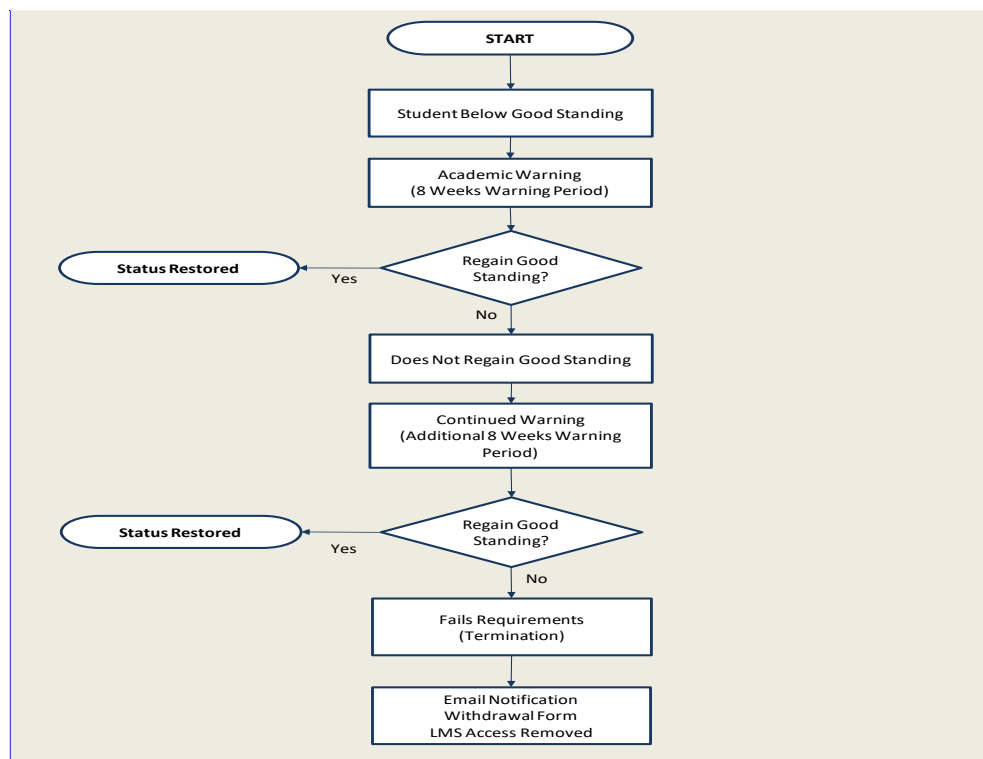 START
Student Below Good Standing
Academic Warning
(8 Weeks Warning Period)
Regain Good
Standing?
Status Restored
Yes
No
Does Not Regain Good Standing
Continued Warning
(Additional 8 Weeks Warning
Period)
Regain Good
Standing?
Status Restored
Yes
No
Fails Requirements
(Termination)
Email Notification
Withdrawal Form
LMS Access Removed